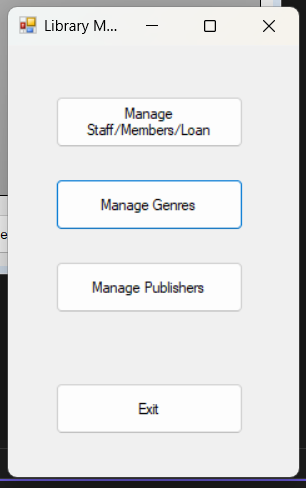 Library M...
Manage
Staff/Members/Loan
e
Manage Genres
Manage Publishers
Exit